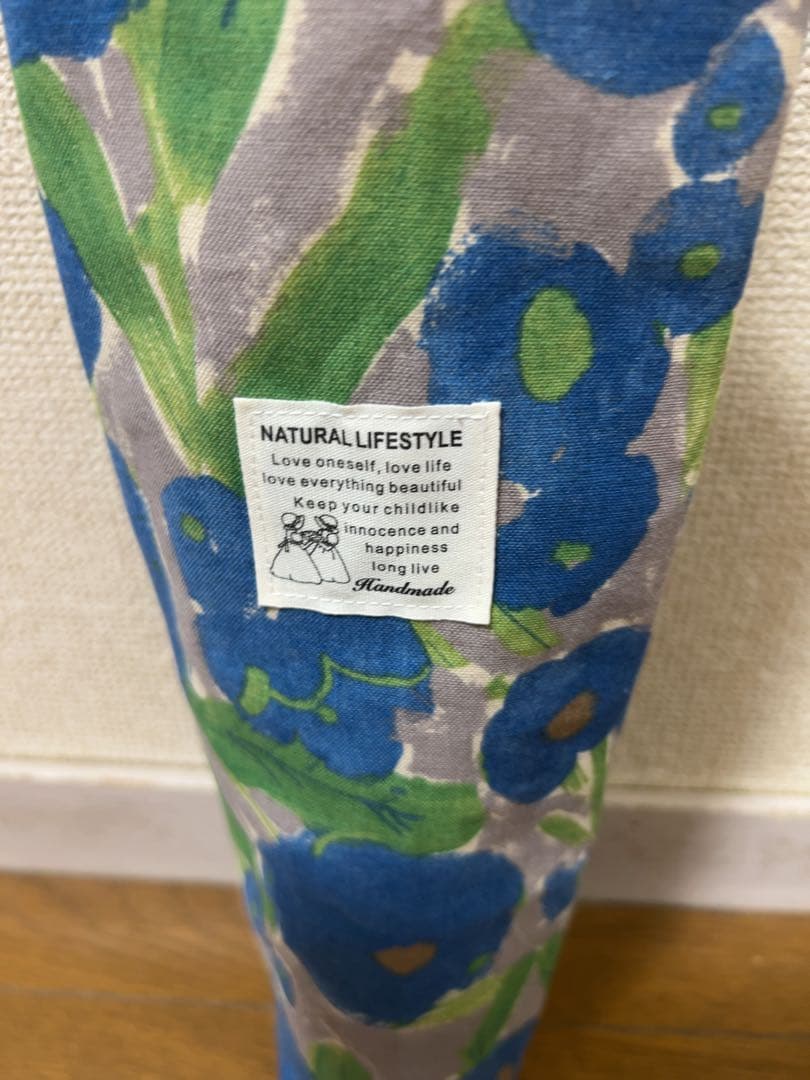 NATURAL LIFESTYLE
Love oneself, love life
love everything beautiful
Keep your childlike
innocence and
happiness
long live
Handmade